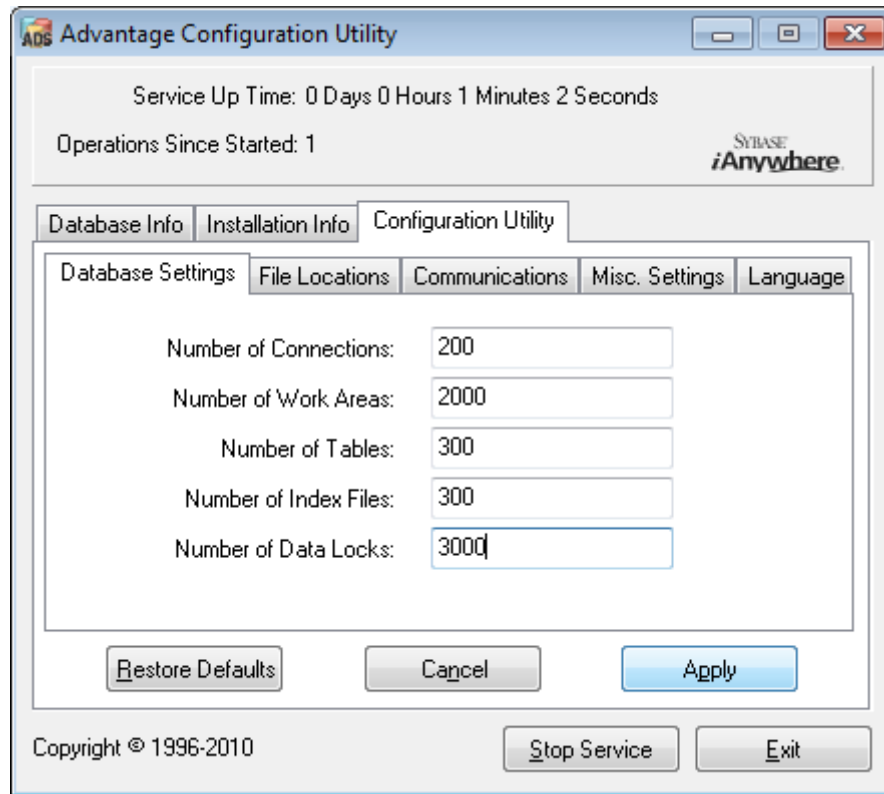 ADS Advantage Configuration Utility
Service Up Time: 0 Days 0 Hours 1 Minutes 2 Seconds
Operations Since Started: 1
SYBASE
iAnywhere.
Database Info Installation Info Configuration Utility
Database Settings File Locations Communications Misc. Settings Language
Number of Connections: 200
Number of Work Areas: 2000
Number of Tables: 300
Number of Index Files: 300
Number of Data Locks: 3000
Restore Defaults Cancel Apply
Copyright © 1996-2010 Stop Service Exit